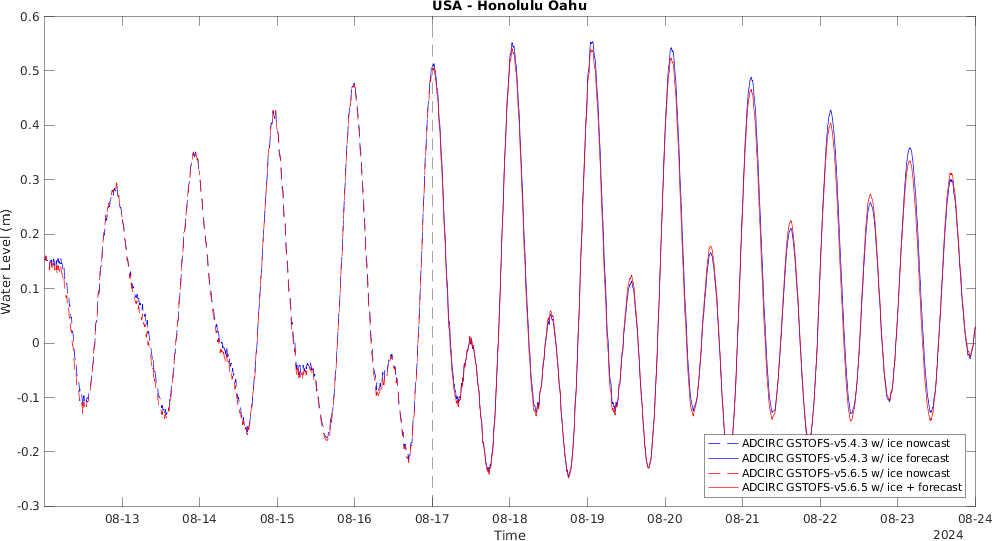 USA - Honolulu Oahu
0.6
0.5
0.4
0.3
0.2
0.1
0
-0.1
-0.2
-0.3
Water Level (m)
ADCIRC GSTOFS-v5.4.3 w/ ice nowcast
ADCIRC GSTOFS-v5.4.3 w/ ice forecast
ADCIRC GSTOFS-v5.6.5 w/ ice nowcast
ADCIRC GSTOFS-v5.6.5 w/ ice + forecast
08-13 08-14 08-15 08-16 08-17 08-18 08-19 08-20 08-21 08-22 08-23 08-24
Time
2024